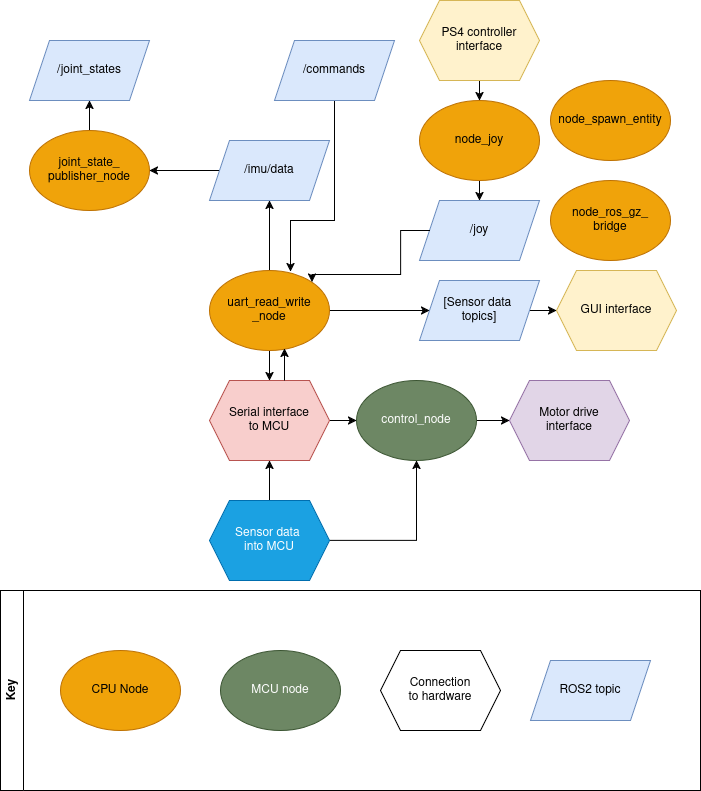 PS4 controller
interface
/joint_states
/commands
node_spawn_entity
node_joy
joint_state_
publisher_node
/imu/data
node_ros_gz_
bridge
/joy
uart_read_write
_node
[Sensor data
topics]
GUI interface
Serial interface
to MCU
control_node
Motor drive
interface
Sensor data
into MCU
Key
CPU Node
MCU node
Connection
to hardware
ROS2 topic